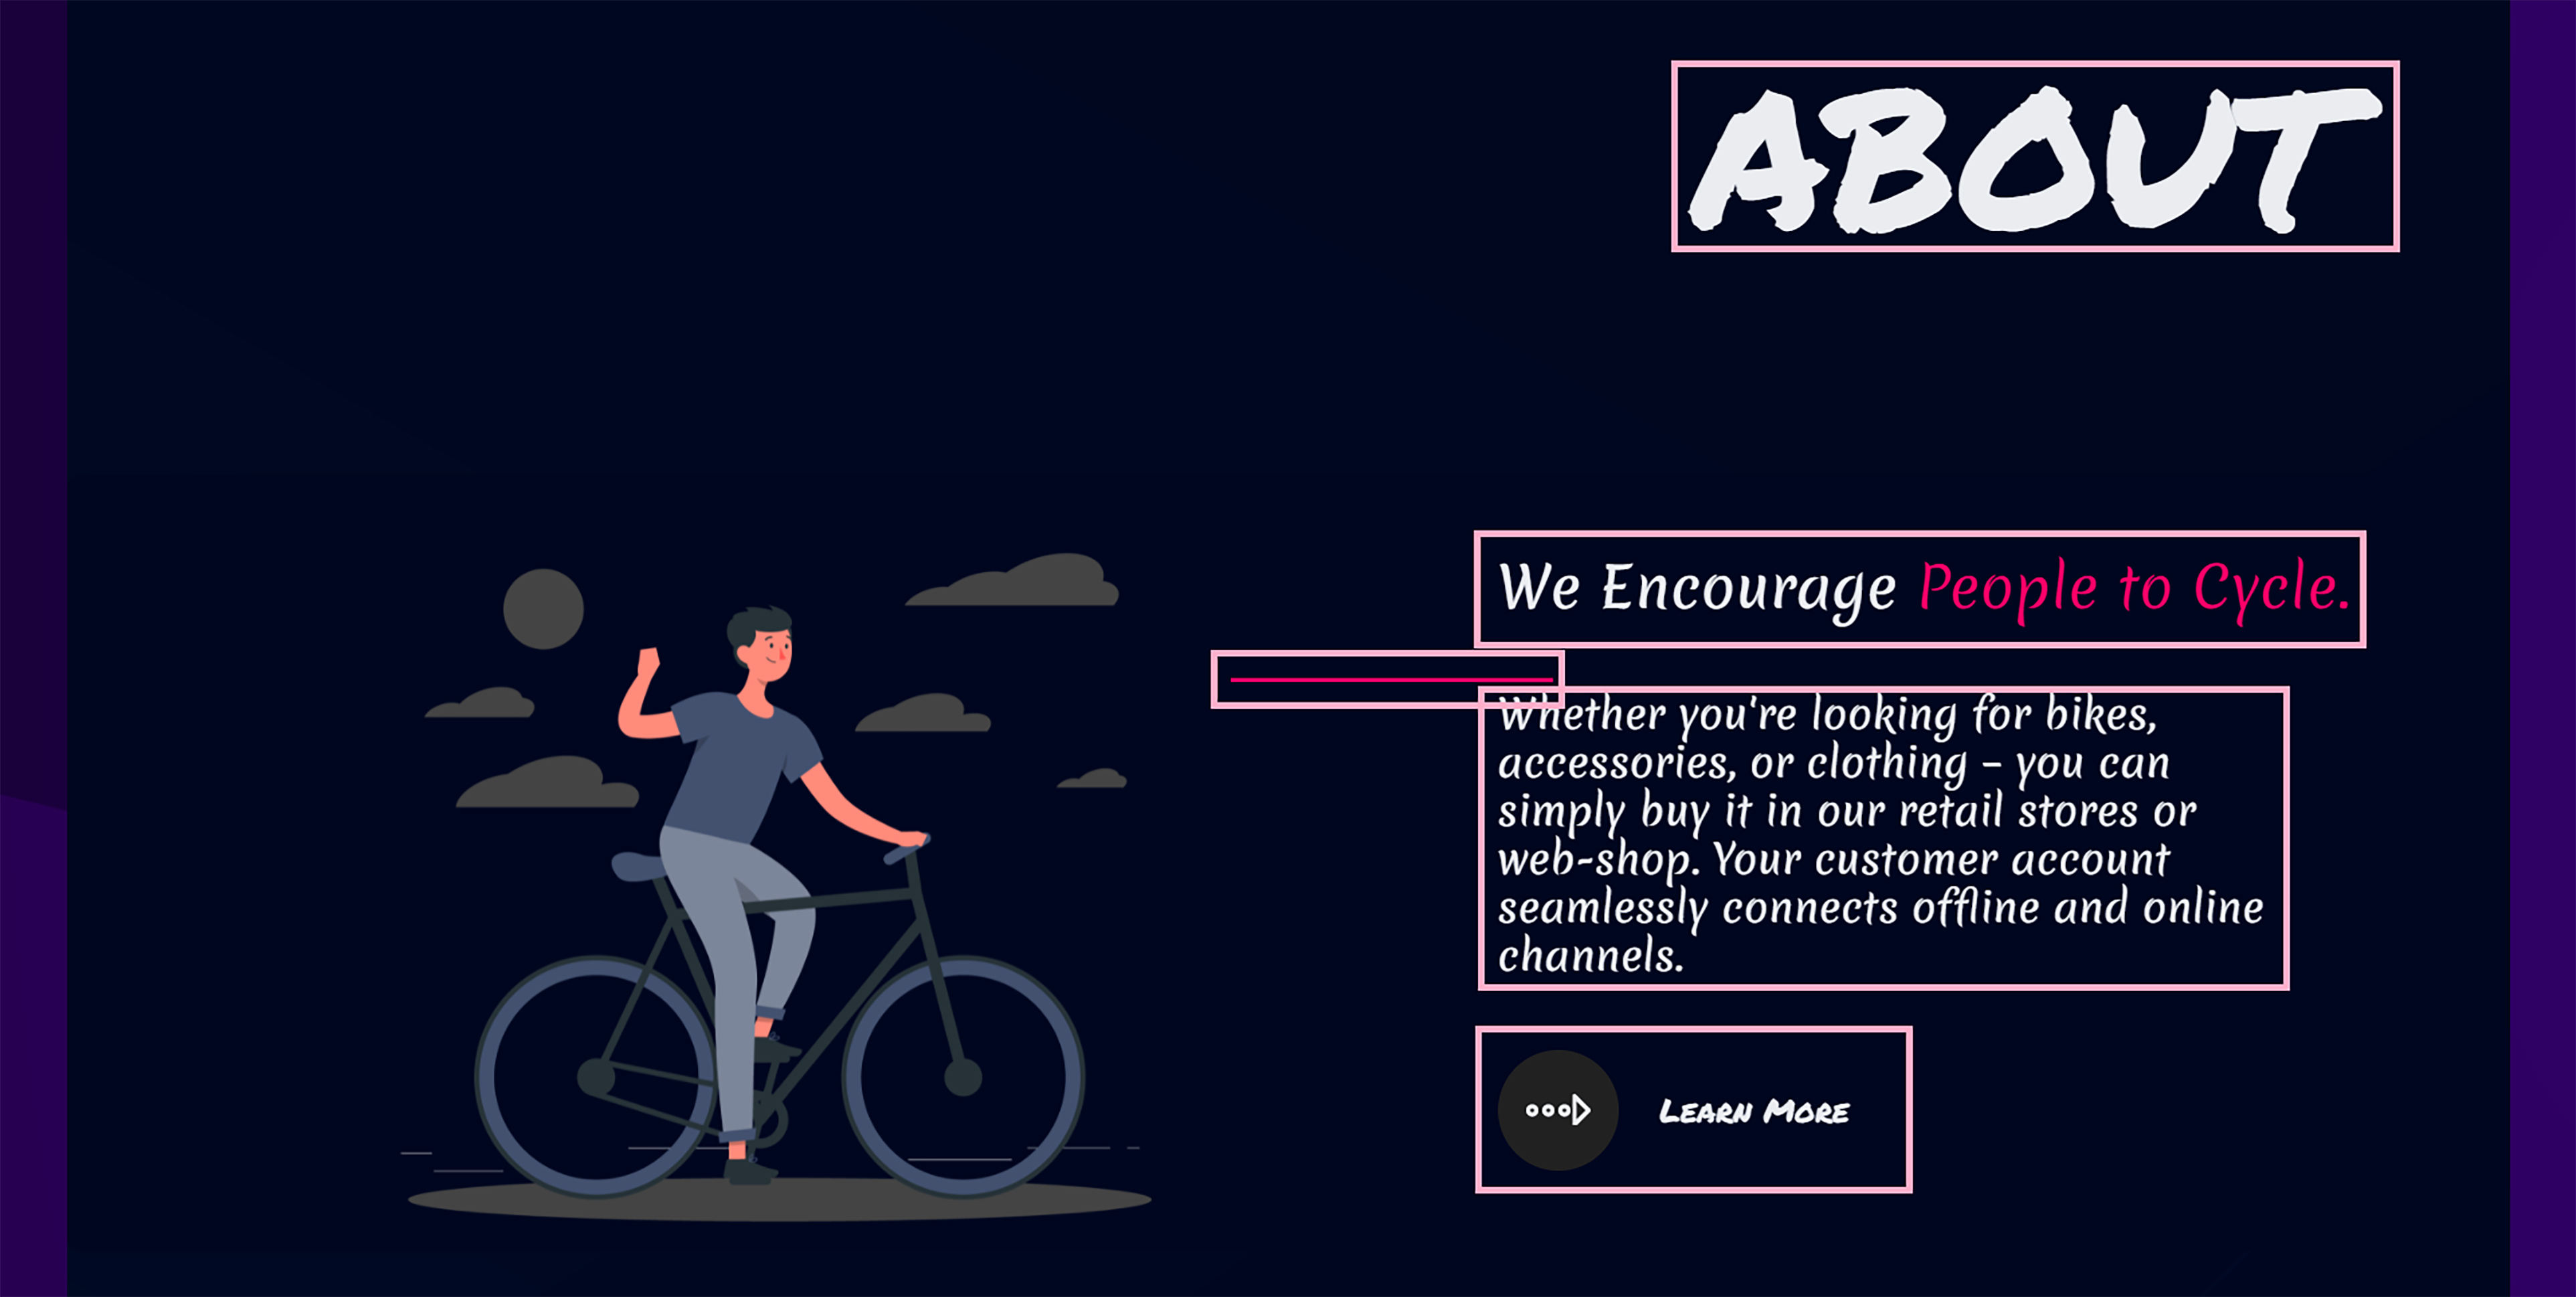 ABOUT
We Encourage People to Cycle.
Whether you're looking for bikes,
accessories, or clothing – you can
simply buy it in our retail stores or
web-shop. Your customer account
seamlessly connects offline and online
channels.
Learn More